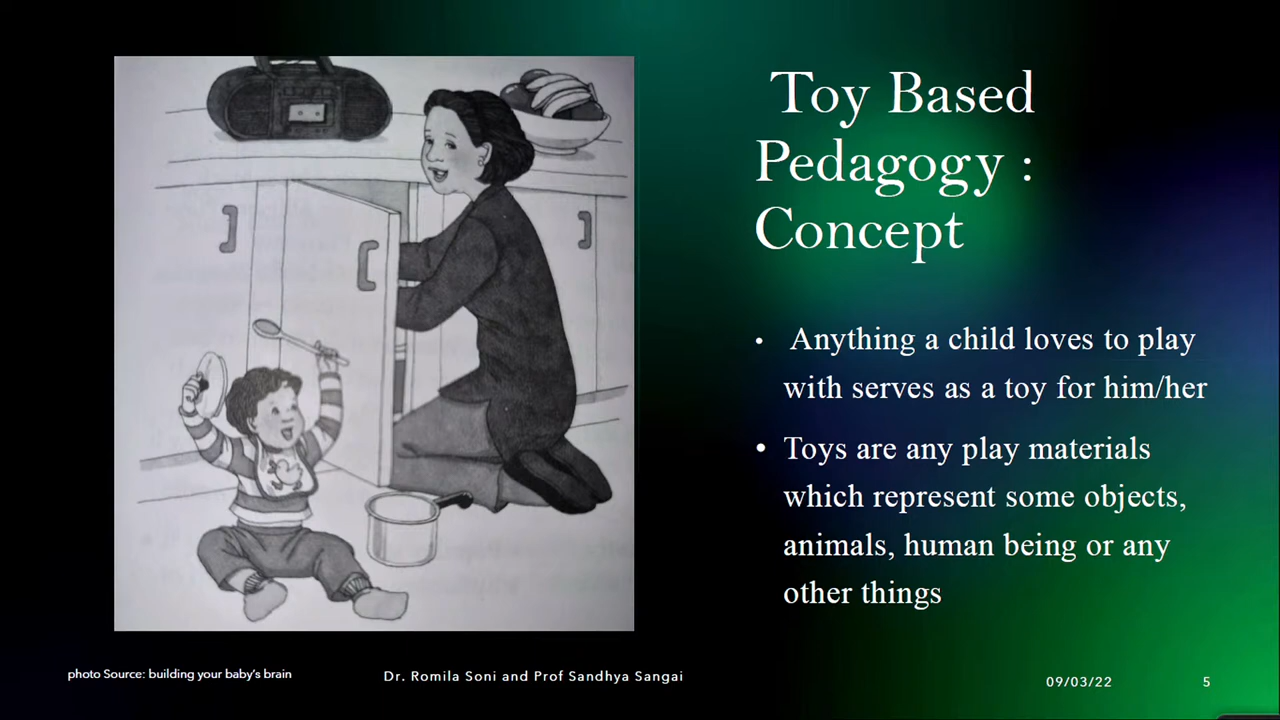 Toy Based
Pedagogy :
Concept
• Anything a child loves to play
with serves as a toy for him/her
• Toys are any play materials
which represent some objects,
animals, human being or any
other things
photo Source: building your baby's brain
Dr. Romila Soni and Prof Sandhya Sangai
09/03/22
5